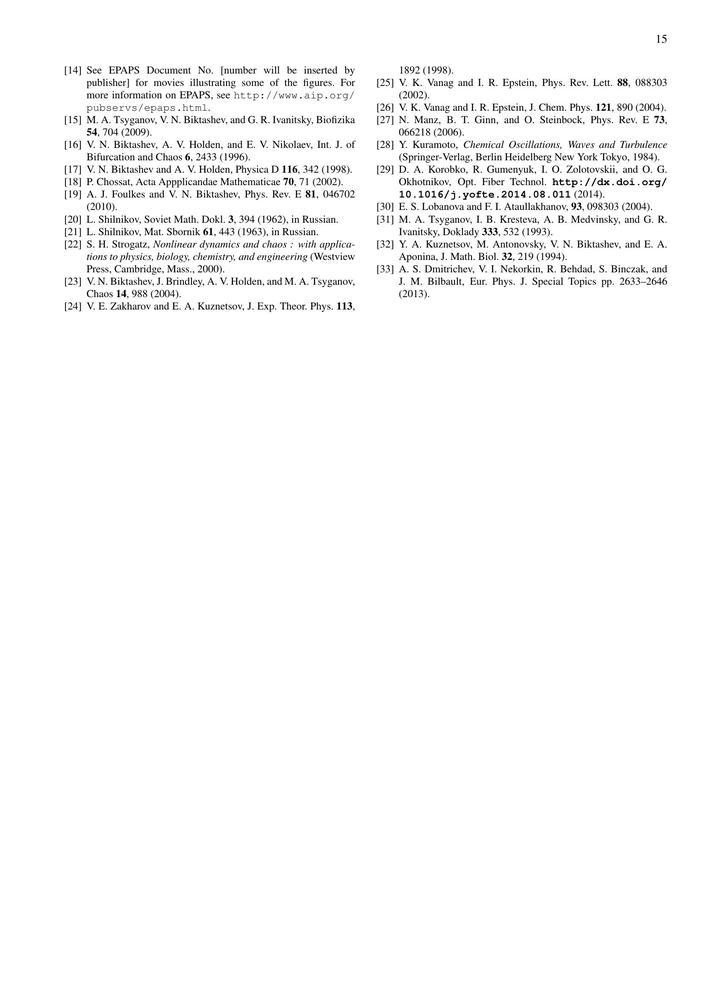 15
[14] See EPAPS Document No. [number will be inserted by
publisher] for movies illustrating some of the figures. For
more information on EPAPS, see http://www.aip.org/
pubservs/epaps.html.
[15] M. A. Tsyganov, V. N. Biktashev, and G. R. Ivanitsky, Biofizika
54, 704 (2009).
[16] V. N. Biktashev, A. V. Holden, and E. V. Nikolaev, Int. J. of
Bifurcation and Chaos 6, 2433 (1996).
[17] V. N. Biktashev and A. V. Holden, Physica D 116, 342 (1998).
[18] P. Chossat, Acta Appplicandae Mathematicae 70, 71 (2002).
[19] A. J. Foulkes and V. N. Biktashev, Phys. Rev. E 81, 046702
(2010).
[20] L. Shilnikov, Soviet Math. Dokl. 3, 394 (1962), in Russian.
[21] L. Shilnikov, Mat. Sbornik 61, 443 (1963), in Russian.
[22] S. H. Strogatz, Nonlinear dynamics and chaos : with applica-
tions to physics, biology, chemistry, and engineering (Westview
Press, Cambridge, Mass., 2000).
[23] V. N. Biktashev, J. Brindley, A. V. Holden, and M. A. Tsyganov,
Chaos 14, 988 (2004).
[24] V. E. Zakharov and E. A. Kuznetsov, J. Exp. Theor. Phys. 113,
1892 (1998).
[25] V. K. Vanag and I. R. Epstein, Phys. Rev. Lett. 88, 088303
(2002).
[26] V. K. Vanag and I. R. Epstein, J. Chem. Phys. 121, 890 (2004).
[27] N. Manz, B. T. Ginn, and O. Steinbock, Phys. Rev. E 73,
066218 (2006).
[28] Y. Kuramoto, Chemical Oscillations, Waves and Turbulence
(Springer-Verlag, Berlin Heidelberg New York Tokyo, 1984).
[29] D. A. Korobko, R. Gumenyuk, I. O. Zolotovskii, and O. G.
Okhotnikov, Opt. Fiber Technol. http://dx.doi.org/
10.1016/j.yofte.2014.08.011 (2014).
[30] E. S. Lobanova and F. I. Ataullakhanov, 93, 098303 (2004).
[31] M. A. Tsyganov, I. B. Kresteva, A. B. Medvinsky, and G. R.
Ivanitsky, Doklady 333, 532 (1993).
[32] Y. A. Kuznetsov, M. Antonovsky, V. N. Biktashev, and E. A.
Aponina, J. Math. Biol. 32, 219 (1994).
[33] A. S. Dmitrichev, V. I. Nekorkin, R. Behdad, S. Binczak, and
J. M. Bilbault, Eur. Phys. J. Special Topics pp. 2633–2646
(2013).